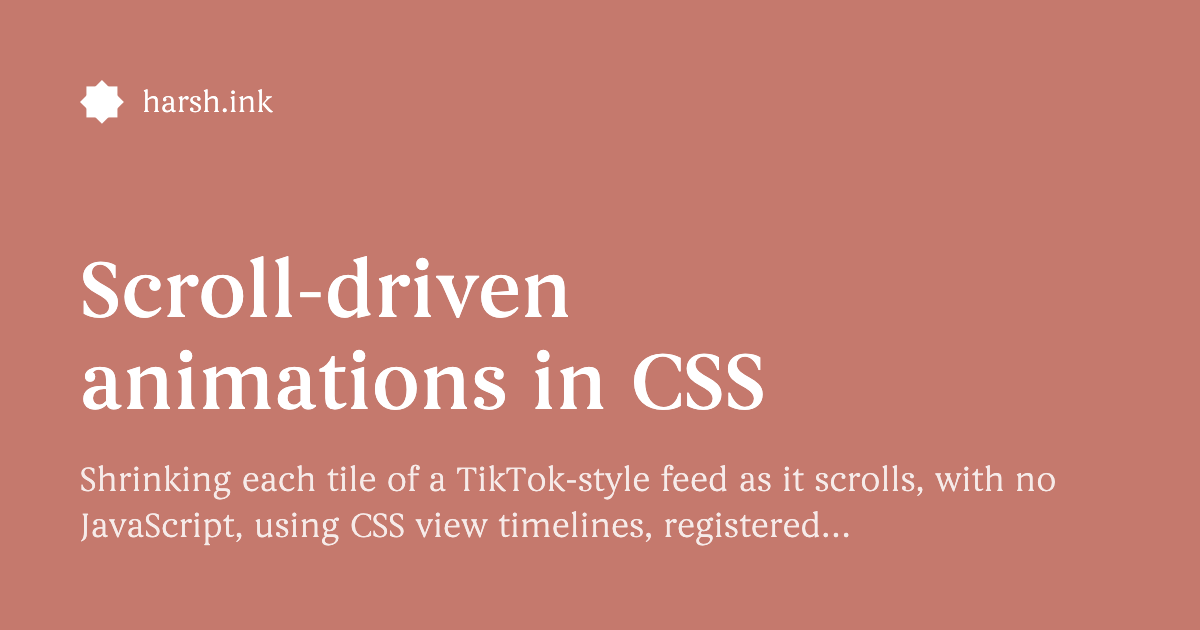 harsh.ink
Scroll-driven
animations in CSS
Shrinking each tile of a TikTok-style feed as it scrolls, with no
JavaScript, using CSS view timelines, registered...